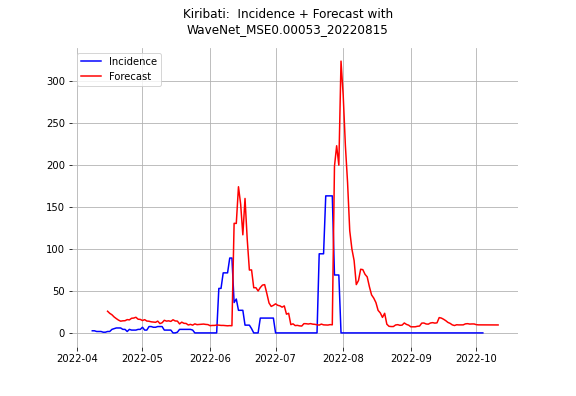 Kiribati:  Incidence + Forecast with
WaveNet_MSE0.00053_20220815
Incidence
Forecast
300
250
200
150
100
50
0
2022-04 2022-05 2022-06 2022-07 2022-08 2022-09 2022-10